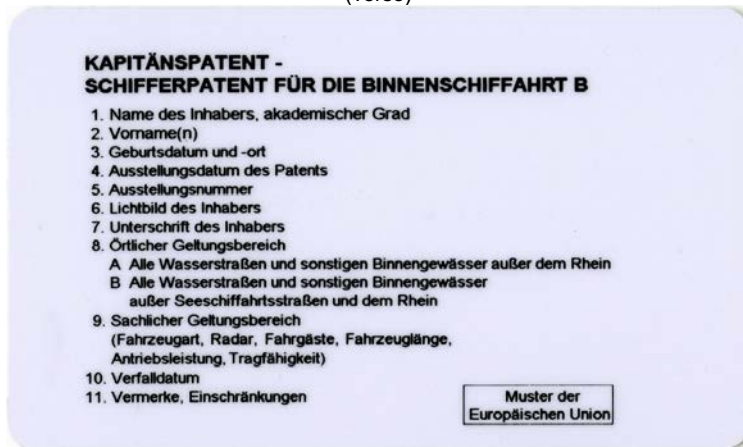 KAPITÄNSPATENT -
SCHIFFERPATENT FÜR DIE BINNENSCHIFFAHRT B
1. Name des Inhabers, akademischer Grad
2. Vorname(n)
3. Geburtsdatum und -ort
4. Ausstellungsdatum des Patents
5. Ausstellungsnummer
6. Lichtbild des Inhabers
7. Unterschrift des Inhabers
8. Örtlicher Geltungsbereich
A Alle Wasserstraßen und sonstigen Binnengewässer außer dem Rhein
B Alle Wasserstraßen und sonstigen Binnengewässer
außer Seeschiffahrtsstraßen und dem Rhein
9. Sachlicher Geltungsbereich
(Fahrzeugart, Radar, Fahrgäste, Fahrzeuglänge,
Antriebsleistung, Tragfähigkeit)
10. Verfalldatum
11. Vermerke, Einschränkungen
Muster der
Europäischen Union